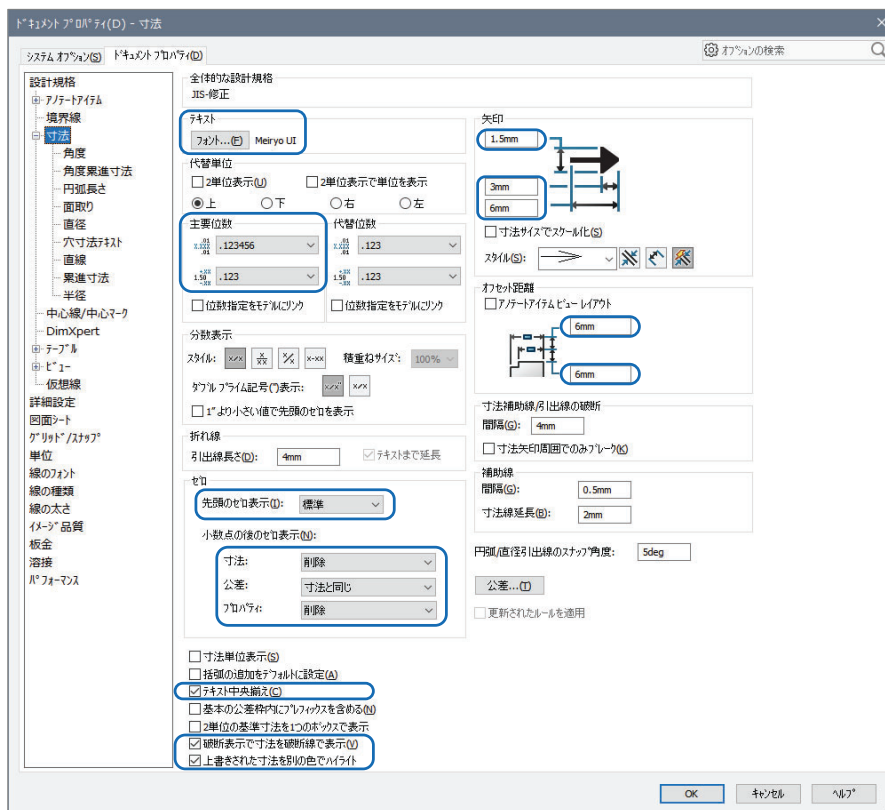 ドキュメント プロパティ(D) - 寸法
システム オプション(S)
ドキュメント プロパティ(D)
オプションの検索
設計規格
アノテートアイテム
境界線
寸法
角度
角度累進寸法
円弧長さ
面取り
直径
穴寸法テキスト
直線
累進寸法
半径
中心線/中心マーク
DimXpert
テーブル
ビュー
仮想線
詳細設定
図面シート
グリッド/スナップ
単位
線のフォント
線の種類
線の太さ
イメージ品質
板金
溶接
パフォーマンス
全体的な設計規格
JIS-修正
テキスト
フォント...(F) Meiryo UI
代替単位
2単位表示(U) 2単位表示で単位を表示
上 下 右 左
主要位数 代替位数
.01
X.XXX .123456
.01
.01
X.XXX .123
.01
+.XX
1.50 .123
-.XX
+.XX
1.50 .123
-.XX
位数指定をモデルにリンク 位数指定をモデルにリンク
分数表示
スタイル: x/x x/xx x/x x-xx 積重ねサイズ: 100%
ダブル プライム記号(")表示: x/x" x/x
1"より小さい値で先頭のゼロを表示
折れ線
引出線長さ(D): 4mm テキストまで延長
ゼロ
先頭のゼロ表示(I): 標準
小数点の後のゼロ表示(N):
寸法: 削除
公差: 寸法と同じ
プロパティ: 削除
寸法単位表示(S)
括弧の追加をデフォルトに設定(A)
テキスト中央揃え(C)
基本の公差枠内にプレフィックスを含める(N)
2単位の基準寸法を1つのボックスで表示
破断表示で寸法を破断線で表示(V)
上書きされた寸法を別の色でハイライト
矢印
1.5mm
3mm
6mm
寸法サイズでスケール化(S)
スタイル(S):
オフセット距離
アノテートアイテム ビュー レイアウト
6mm
6mm
寸法補助線/引出線の破断
間隔(G): 4mm
寸法矢印周囲でのみブレーク(K)
補助線
間隔(G): 0.5mm
寸法線延長(B): 2mm
円弧/直径引出線のスナップ角度: 5deg
公差...(T)
更新されたルールを適用
OK キャンセル ヘルプ